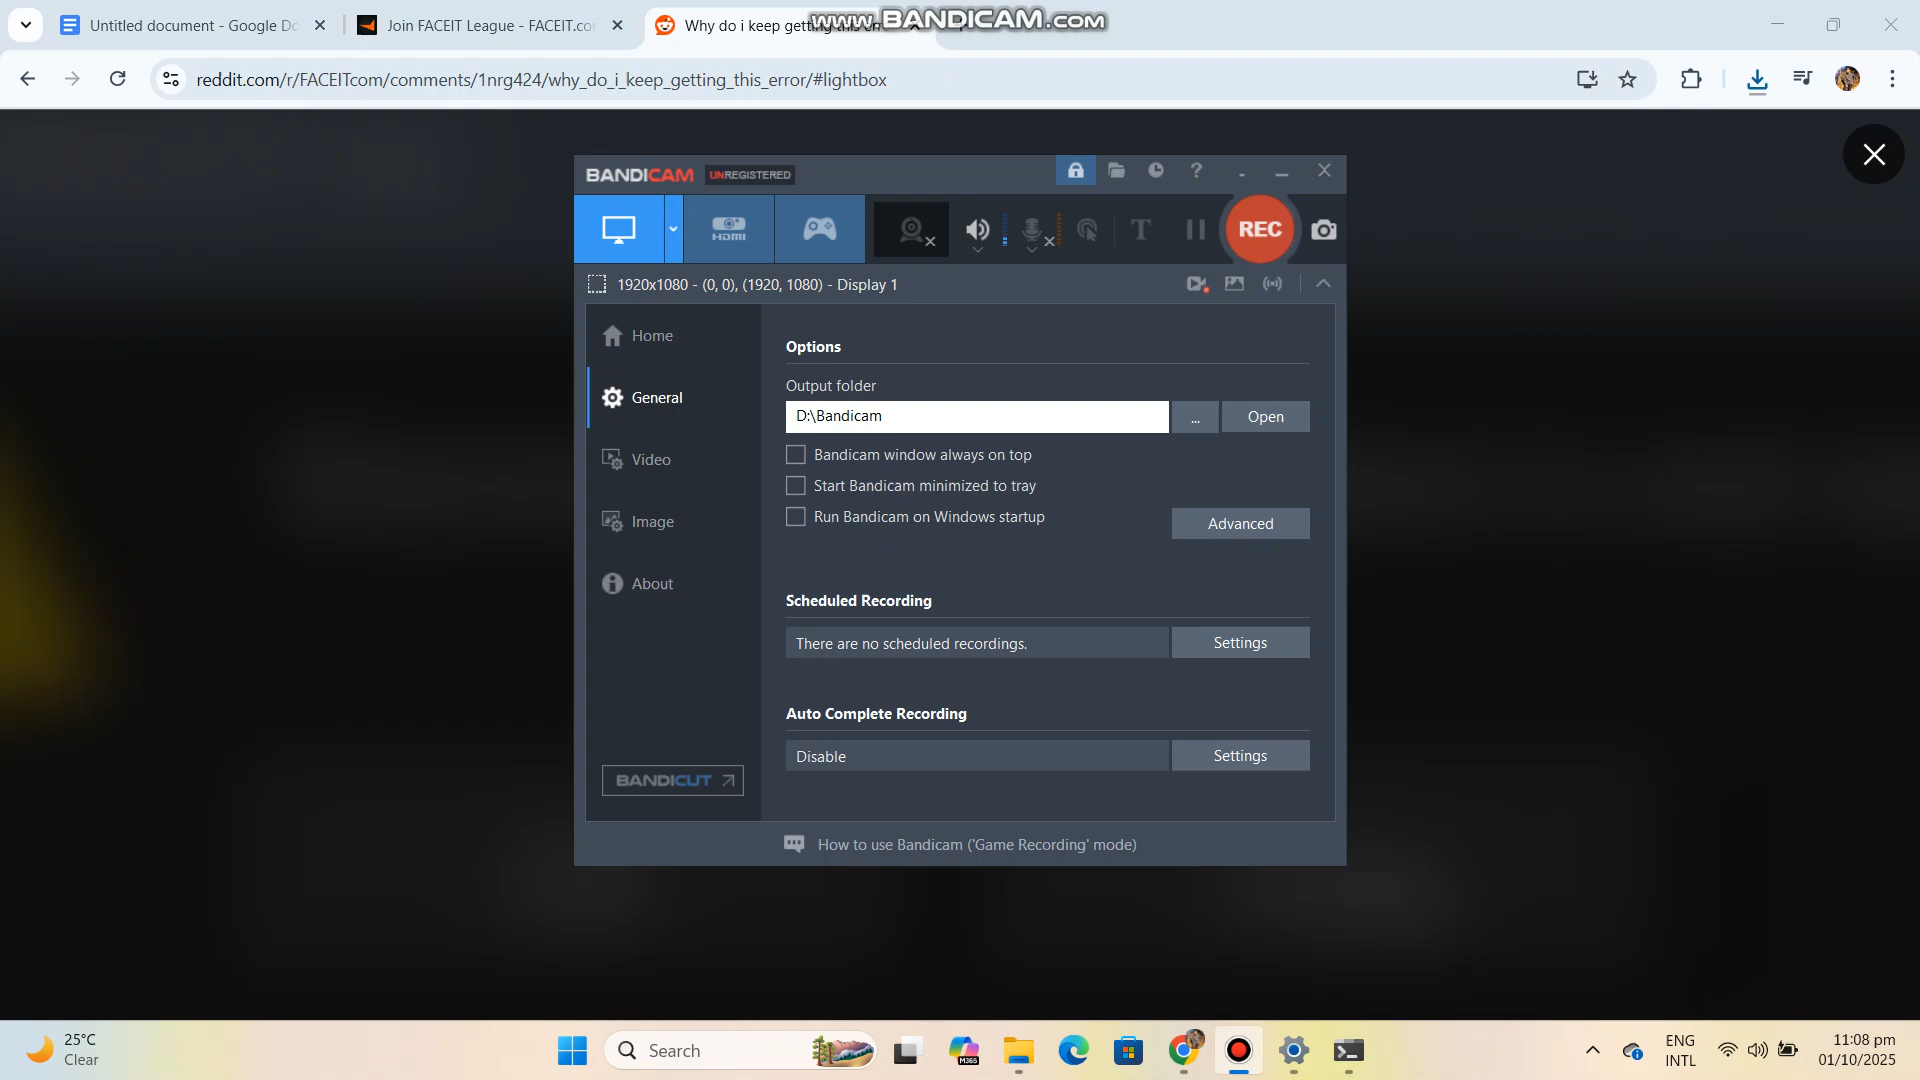 Untitled document - Google Do
Join FACEIT League - FACEIT.co
Why do i keep getting this err
www.BANDICAM.com
reddit.com/r/FACEITcom/comments/1nrg424/why_do_i_keep_getting_this_error/#lightbox
BANDICAM UNREGISTERED
HDMI
T
REC
1920x1080 - (0, 0), (1920, 1080) - Display 1
Home
General
Video
Image
About
BANDICUT
Options
Output folder
D:\Bandicam
...
Open
Bandicam window always on top
Start Bandicam minimized to tray
Run Bandicam on Windows startup
Advanced
Scheduled Recording
There are no scheduled recordings.
Settings
Auto Complete Recording
Disable
Settings
How to use Bandicam ('Game Recording' mode)
25°C
Clear
Search
M365
ENG
INTL
11:08 pm
01/10/2025